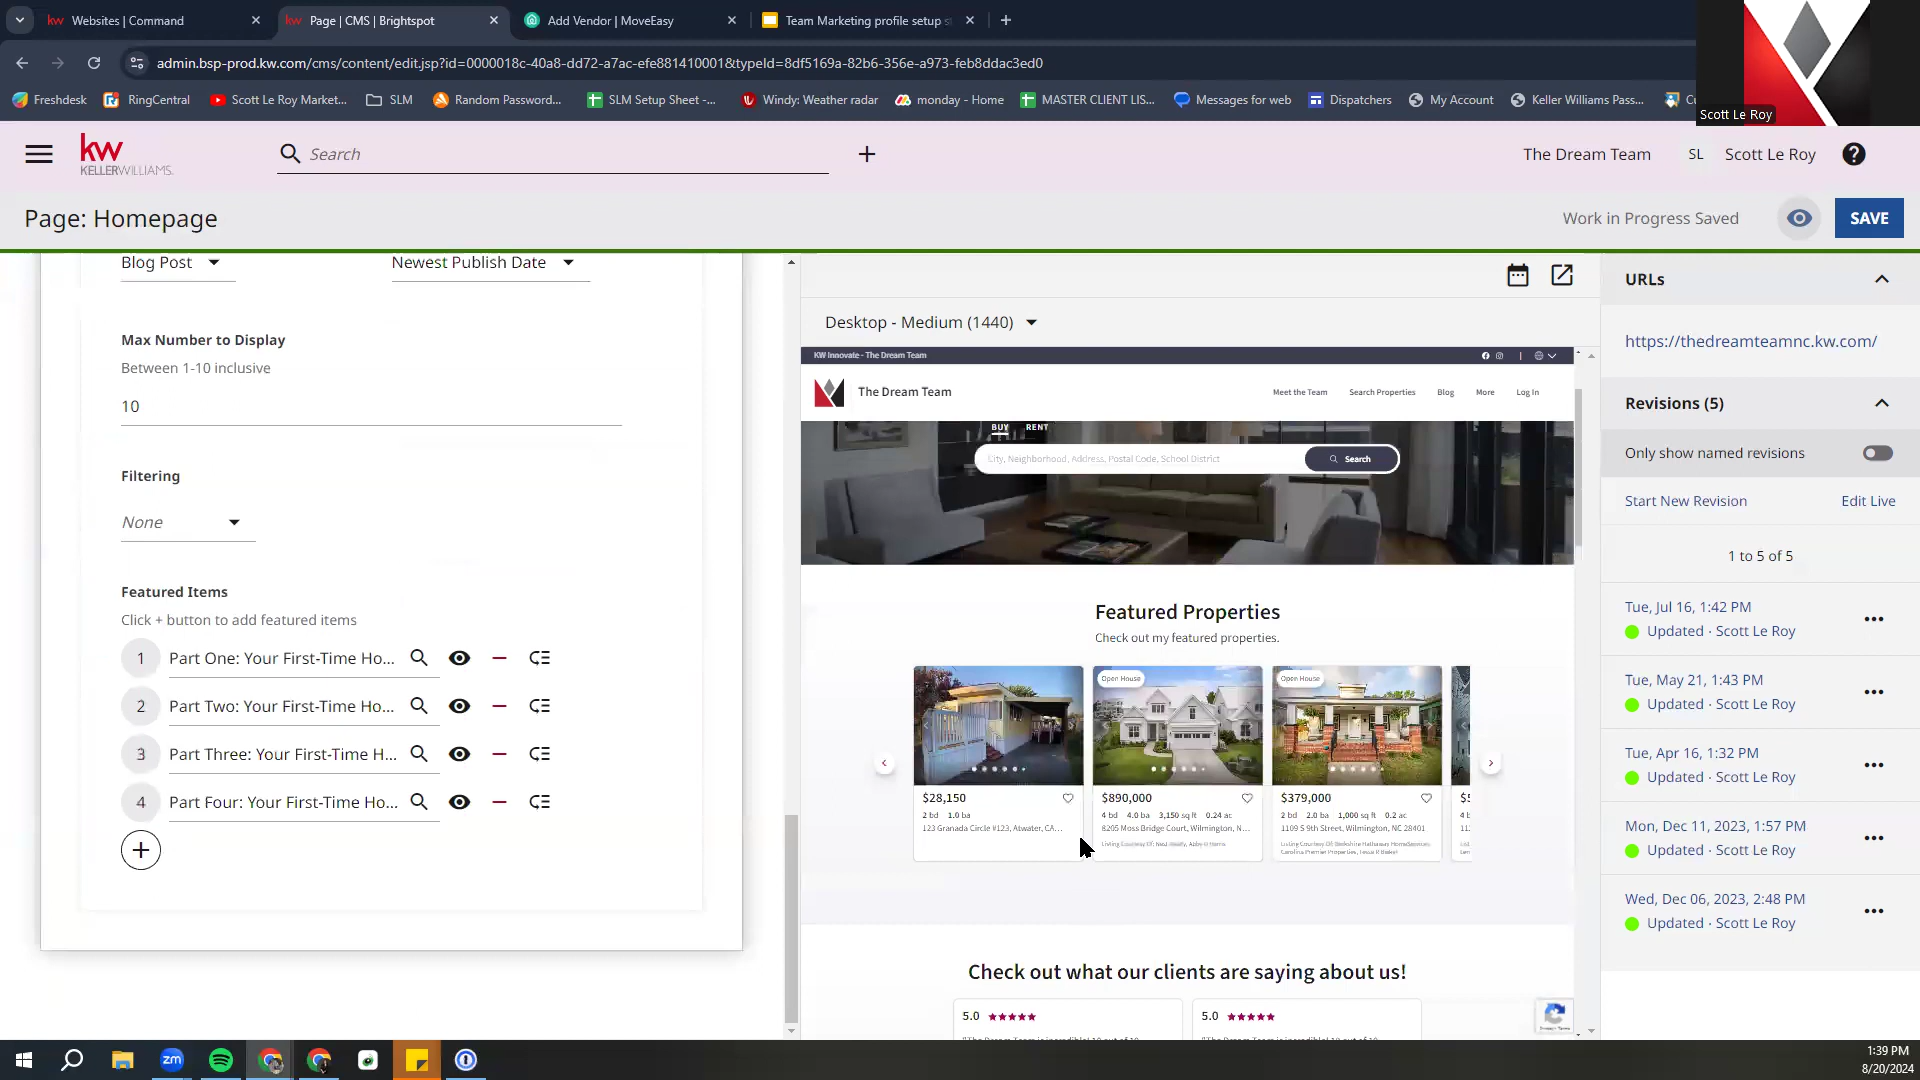 Websites | Command
Page | CMS | Brightspot
Add Vendor | MoveEasy
Team Marketing profile setup s
admin.bsp-prod.kw.com/cms/content/edit.jsp?id=0000018c-40a8-dd72-a7ac-efe881410001&typeId=8df5169a-82b6-356e-a973-feb8ddac3ed0
Freshdesk
RingCentral
Scott Le Roy Market...
SLM
Random Password...
SLM Setup Sheet -...
Windy: Weather radar
monday - Home
MASTER CLIENT LIS...
Messages for web
Dispatchers
My Account
Keller Williams Pass...
Scott Le Roy
kw
KELLERWILLIAMS.
Search
The Dream Team
SL
Scott Le Roy
Page: Homepage
Work in Progress Saved
SAVE
Blog Post
Newest Publish Date
Max Number to Display
Between 1-10 inclusive
10
Filtering
None
Featured Items
Click + button to add featured items
1 Part One: Your First-Time Ho...
2 Part Two: Your First-Time Ho...
3 Part Three: Your First-Time H...
4 Part Four: Your First-Time Ho...
Desktop - Medium (1440)
KW Innovate - The Dream Team
The Dream Team
Meet the Team
Search Properties
Blog
More
Log In
BUY
RENT
City, Neighborhood, Address, Postal Code, School District
Search
Featured Properties
Check out my featured properties.
Open House
Open House
$28,150
2 bd 1.0 ba
123 Granada Circle #123, Atwater, CA...
$890,000
4 bd 4.0 ba 3,150 sq ft 0.24 ac
8205 Moss Bridge Court, Wilmington, N...
$379,000
2 bd 2.0 ba 1,000 sq ft 0.2 ac
1109 S 9th Street, Wilmington, NC 28401
Check out what our clients are saying about us!
5.0 ★★★★★
5.0 ★★★★★
URLs
https://thedreamteamnc.kw.com/
Revisions (5)
Only show named revisions
Start New Revision
Edit Live
1 to 5 of 5
Tue, Jul 16, 1:42 PM
Updated · Scott Le Roy
Tue, May 21, 1:43 PM
Updated · Scott Le Roy
Tue, Apr 16, 1:32 PM
Updated · Scott Le Roy
Mon, Dec 11, 2023, 1:57 PM
Updated · Scott Le Roy
Wed, Dec 06, 2023, 2:48 PM
Updated · Scott Le Roy
zm
1:39 PM
8/20/2024